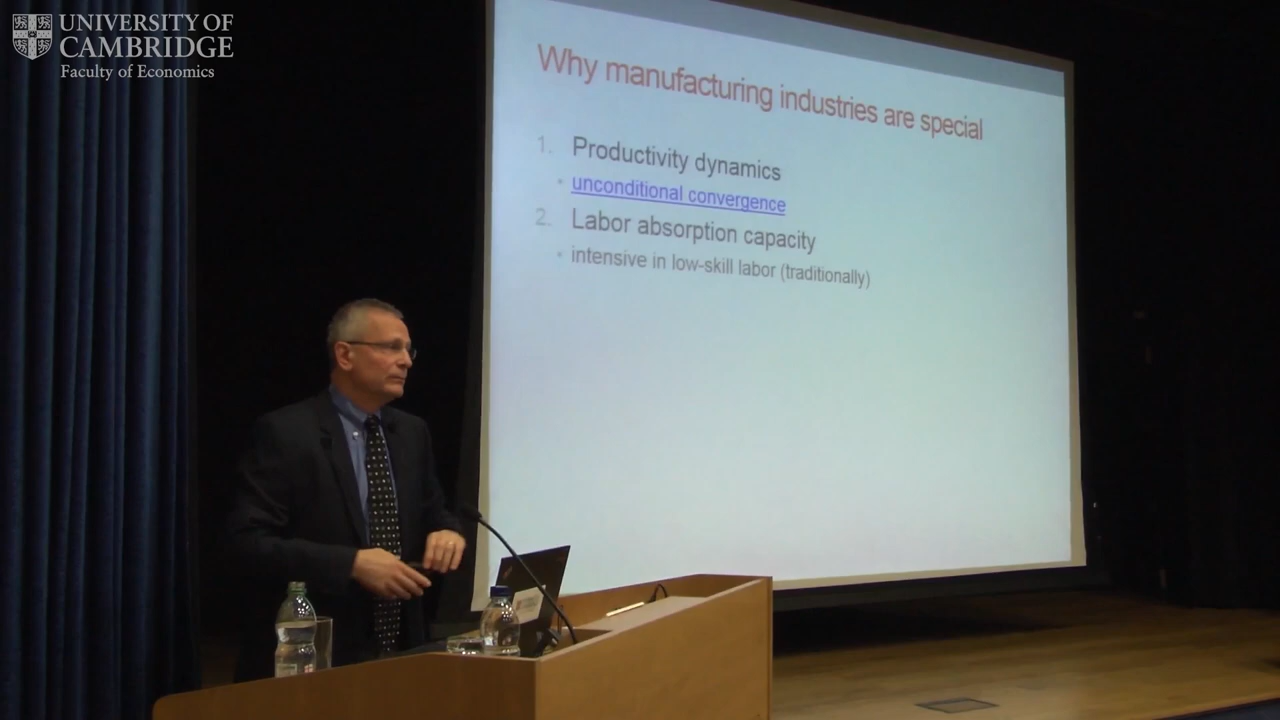 UNIVERSITY OF
CAMBRIDGE
Faculty of Economics
Why manufacturing industries are special
1. Productivity dynamics
• unconditional convergence
2. Labor absorption capacity
• intensive in low-skill labor (traditionally)